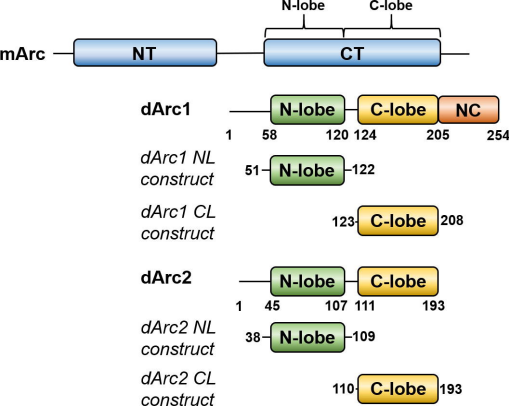 N-lobe C-lobe
mArc NT CT
dArc1 N-lobe C-lobe NC
1 58 120 124 205 254
dArc1 NL
construct
51 N-lobe 122
dArc1 CL
construct
123 C-lobe 208
dArc2 N-lobe C-lobe
1 45 107 111 193
dArc2 NL
construct
38 N-lobe 109
dArc2 CL
construct
110 C-lobe 193